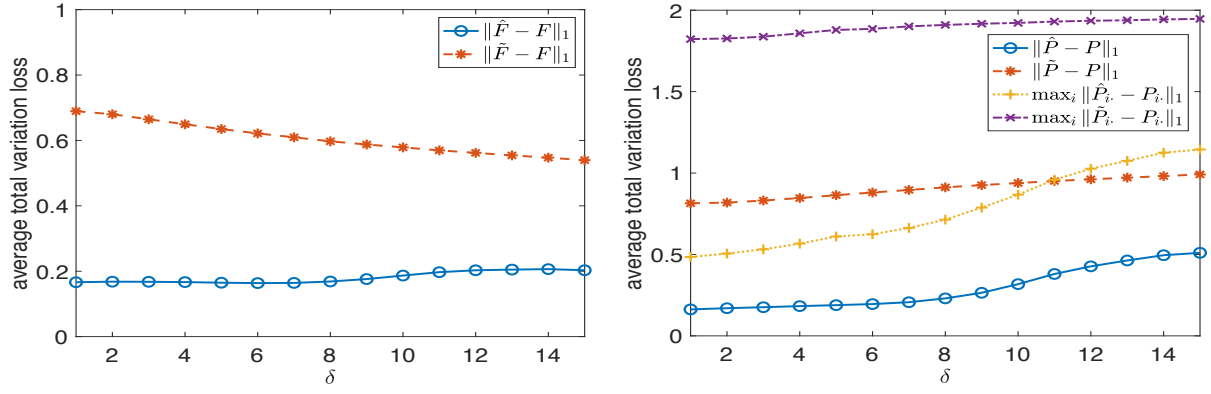 1
0.8
0.6
0.4
0.2
0
2 4 6 8 10 12 14
δ
average total variation loss
‖F̂ − F‖₁
‖F̃ − F‖₁
2
1.5
1
0.5
0
2 4 6 8 10 12 14
δ
average total variation loss
‖P̂ − P‖₁
‖P̃ − P‖₁
maxᵢ ‖P̂ᵢ. − Pᵢ.‖₁
maxᵢ ‖P̃ᵢ. − Pᵢ.‖₁